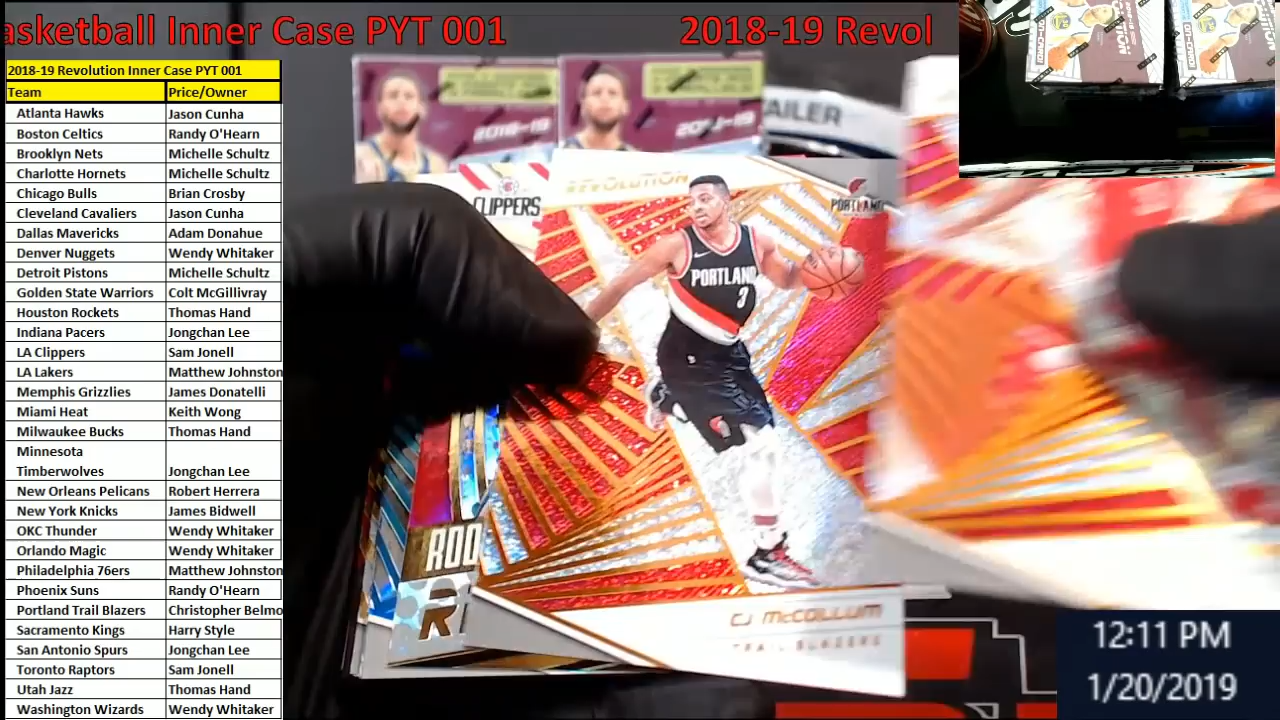 asketball Inner Case PYT 001 2018-19 Revol
2018-19 Revolution Inner Case PYT 001
Team Price/Owner
Atlanta Hawks Jason Cunha
Boston Celtics Randy O'Hearn
Brooklyn Nets Michelle Schultz
Charlotte Hornets Michelle Schultz
Chicago Bulls Brian Crosby
Cleveland Cavaliers Jason Cunha
Dallas Mavericks Adam Donahue
Denver Nuggets Wendy Whitaker
Detroit Pistons Michelle Schultz
Golden State Warriors Colt McGillivray
Houston Rockets Thomas Hand
Indiana Pacers Jongchan Lee
LA Clippers Sam Jonell
LA Lakers Matthew Johnston
Memphis Grizzlies James Donatelli
Miami Heat Keith Wong
Milwaukee Bucks Thomas Hand
Minnesota
Timberwolves Jongchan Lee
New Orleans Pelicans Robert Herrera
New York Knicks James Bidwell
OKC Thunder Wendy Whitaker
Orlando Magic Wendy Whitaker
Philadelphia 76ers Matthew Johnston
Phoenix Suns Randy O'Hearn
Portland Trail Blazers Christopher Belmo
Sacramento Kings Harry Style
San Antonio Spurs Jongchan Lee
Toronto Raptors Sam Jonell
Utah Jazz Thomas Hand
Washington Wizards Wendy Whitaker
2018-19
AILER
CLIPPERS
REVOLUTION
PORTLAND
PORTLAND
3
ROO
R
CJ McCOLLUM
TRAIL BLAZERS
12:11 PM
1/20/2019